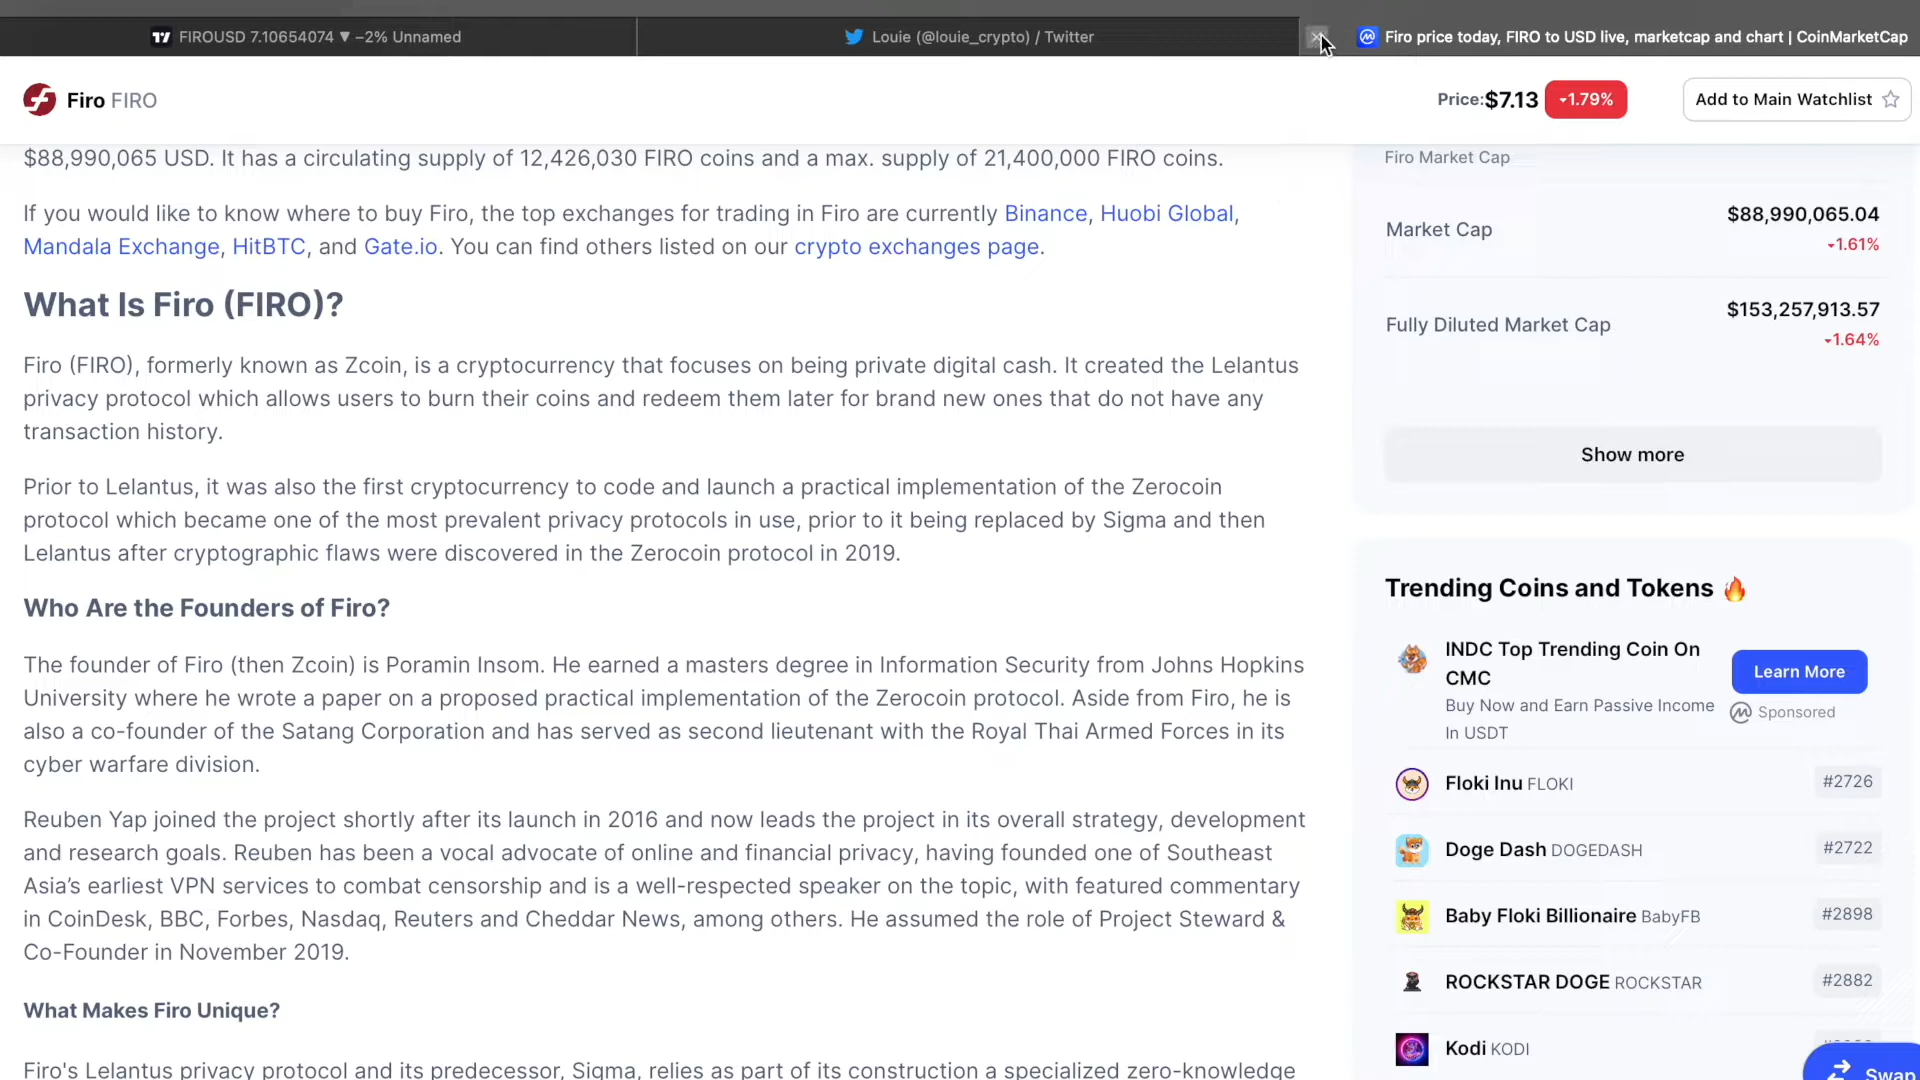 FIROUSD 7.10654074 ▼ −2% Unnamed
Louie (@louie_crypto) / Twitter
Firo price today, FIRO to USD live, marketcap and chart | CoinMarketCap
Firo FIRO
Price:$7.13
-1.79%
Add to Main Watchlist
$88,990,065 USD. It has a circulating supply of 12,426,030 FIRO coins and a max. supply of 21,400,000 FIRO coins.
If you would like to know where to buy Firo, the top exchanges for trading in Firo are currently Binance, Huobi Global,
Mandala Exchange, HitBTC, and Gate.io. You can find others listed on our crypto exchanges page.
What Is Firo (FIRO)?
Firo (FIRO), formerly known as Zcoin, is a cryptocurrency that focuses on being private digital cash. It created the Lelantus
privacy protocol which allows users to burn their coins and redeem them later for brand new ones that do not have any
transaction history.
Prior to Lelantus, it was also the first cryptocurrency to code and launch a practical implementation of the Zerocoin
protocol which became one of the most prevalent privacy protocols in use, prior to it being replaced by Sigma and then
Lelantus after cryptographic flaws were discovered in the Zerocoin protocol in 2019.
Who Are the Founders of Firo?
The founder of Firo (then Zcoin) is Poramin Insom. He earned a masters degree in Information Security from Johns Hopkins
University where he wrote a paper on a proposed practical implementation of the Zerocoin protocol. Aside from Firo, he is
also a co-founder of the Satang Corporation and has served as second lieutenant with the Royal Thai Armed Forces in its
cyber warfare division.
Reuben Yap joined the project shortly after its launch in 2016 and now leads the project in its overall strategy, development
and research goals. Reuben has been a vocal advocate of online and financial privacy, having founded one of Southeast
Asia's earliest VPN services to combat censorship and is a well-respected speaker on the topic, with featured commentary
in CoinDesk, BBC, Forbes, Nasdaq, Reuters and Cheddar News, among others. He assumed the role of Project Steward &
Co-Founder in November 2019.
What Makes Firo Unique?
Firo's Lelantus privacy protocol and its predecessor, Sigma, relies as part of its construction a specialized zero-knowledge
Firo Market Cap
Market Cap
$88,990,065.04
-1.61%
Fully Diluted Market Cap
$153,257,913.57
-1.64%
Show more
Trending Coins and Tokens
INDC Top Trending Coin On
CMC
Buy Now and Earn Passive Income
In USDT
Learn More
Sponsored
Floki Inu FLOKI
#2726
Doge Dash DOGEDASH
#2722
Baby Floki Billionaire BabyFB
#2898
ROCKSTAR DOGE ROCKSTAR
#2882
Kodi KODI
Swap